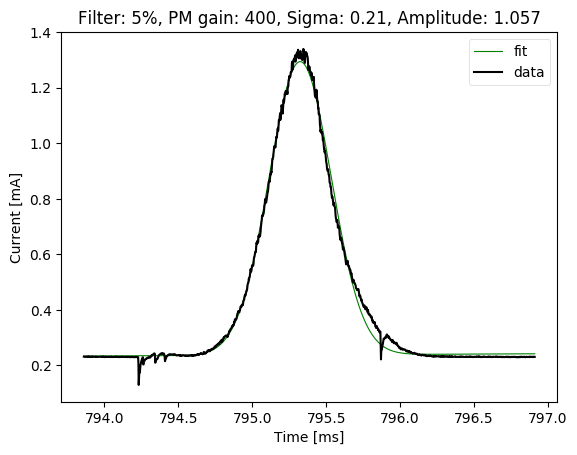 Filter: 5%, PM gain: 400, Sigma: 0.21, Amplitude: 1.057
fit
data
Current [mA]
1.4
1.2
1.0
0.8
0.6
0.4
0.2
794.0 794.5 795.0 795.5 796.0 796.5 797.0
Time [ms]